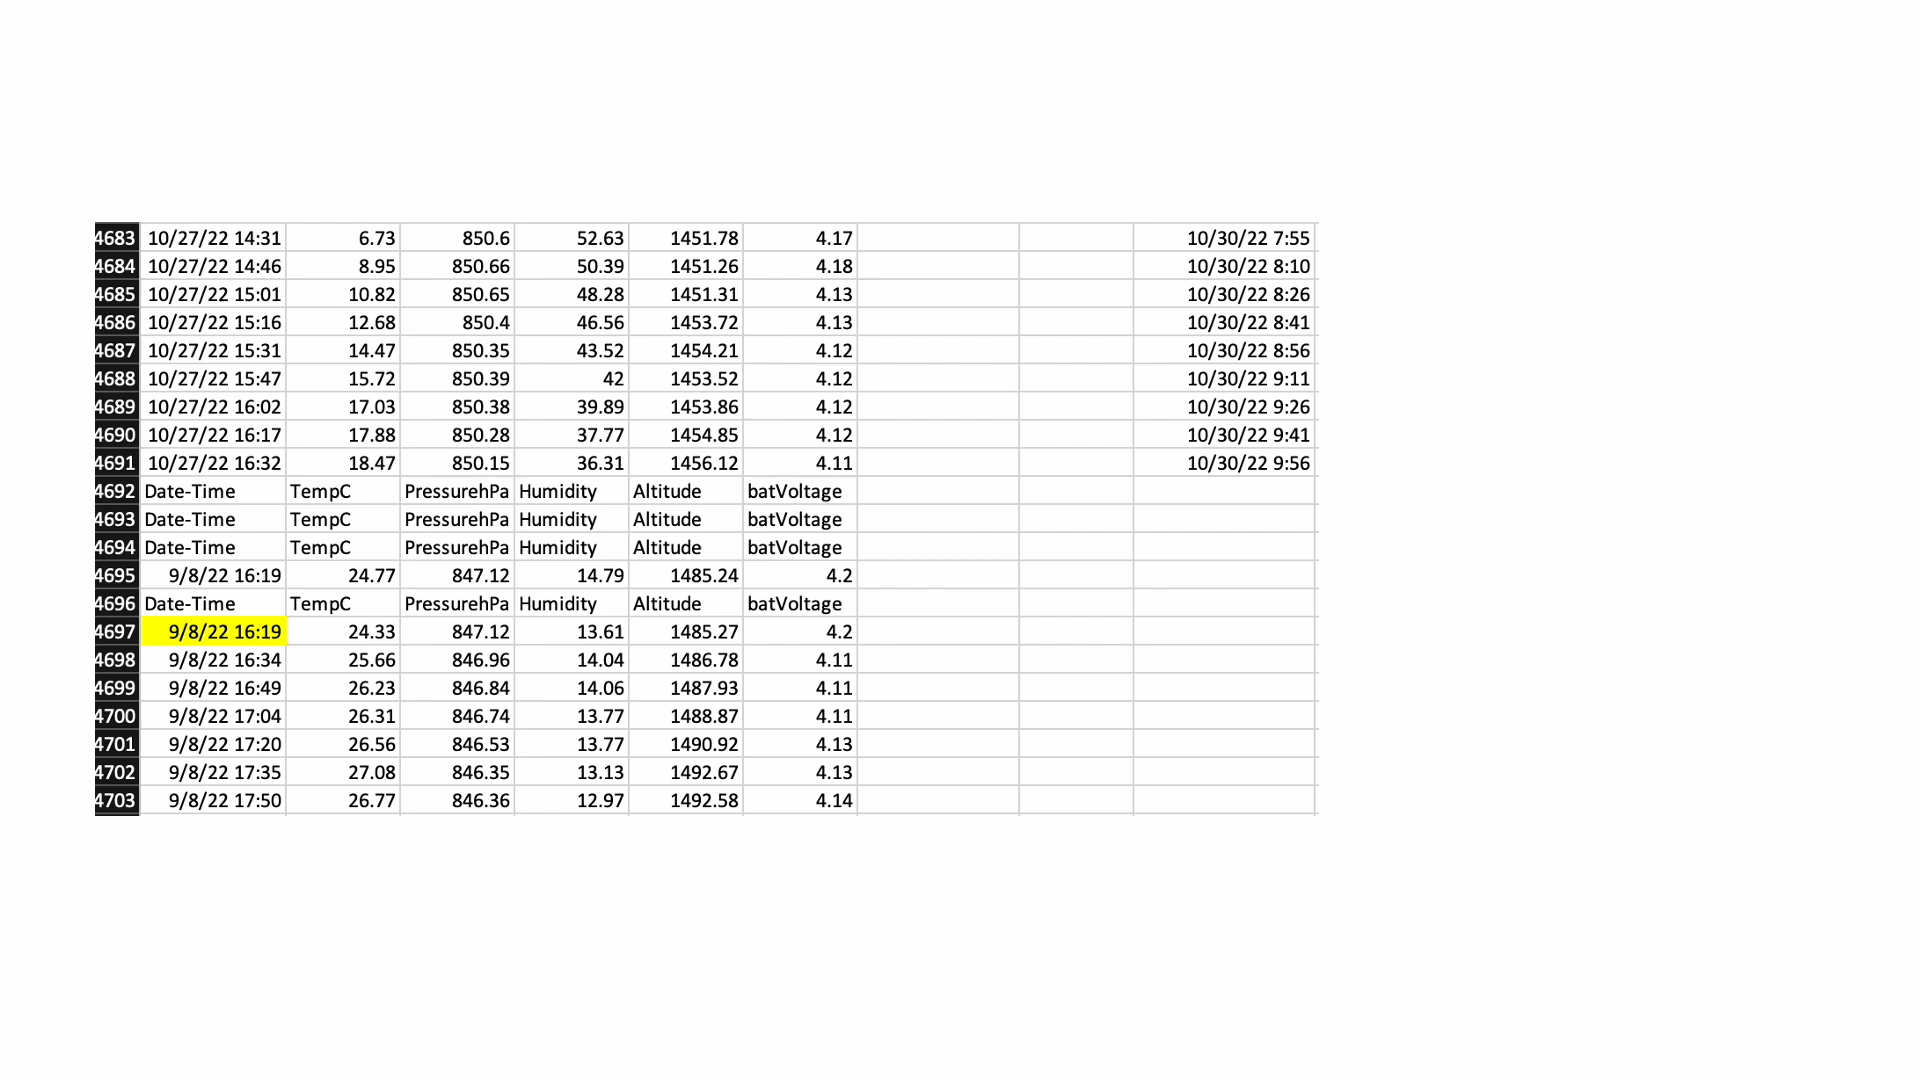 4683 10/27/22 14:31 6.73 850.6 52.63 1451.78 4.17 10/30/22 7:55
4684 10/27/22 14:46 8.95 850.66 50.39 1451.26 4.18 10/30/22 8:10
4685 10/27/22 15:01 10.82 850.65 48.28 1451.31 4.13 10/30/22 8:26
4686 10/27/22 15:16 12.68 850.4 46.56 1453.72 4.13 10/30/22 8:41
4687 10/27/22 15:31 14.47 850.35 43.52 1454.21 4.12 10/30/22 8:56
4688 10/27/22 15:47 15.72 850.39 42 1453.52 4.12 10/30/22 9:11
4689 10/27/22 16:02 17.03 850.38 39.89 1453.86 4.12 10/30/22 9:26
4690 10/27/22 16:17 17.88 850.28 37.77 1454.85 4.12 10/30/22 9:41
4691 10/27/22 16:32 18.47 850.15 36.31 1456.12 4.11 10/30/22 9:56
4692 Date-Time TempC PressurehPa Humidity Altitude batVoltage
4693 Date-Time TempC PressurehPa Humidity Altitude batVoltage
4694 Date-Time TempC PressurehPa Humidity Altitude batVoltage
4695 9/8/22 16:19 24.77 847.12 14.79 1485.24 4.2
4696 Date-Time TempC PressurehPa Humidity Altitude batVoltage
4697 9/8/22 16:19 24.33 847.12 13.61 1485.27 4.2
4698 9/8/22 16:34 25.66 846.96 14.04 1486.78 4.11
4699 9/8/22 16:49 26.23 846.84 14.06 1487.93 4.11
4700 9/8/22 17:04 26.31 846.74 13.77 1488.87 4.11
4701 9/8/22 17:20 26.56 846.53 13.77 1490.92 4.13
4702 9/8/22 17:35 27.08 846.35 13.13 1492.67 4.13
4703 9/8/22 17:50 26.77 846.36 12.97 1492.58 4.14